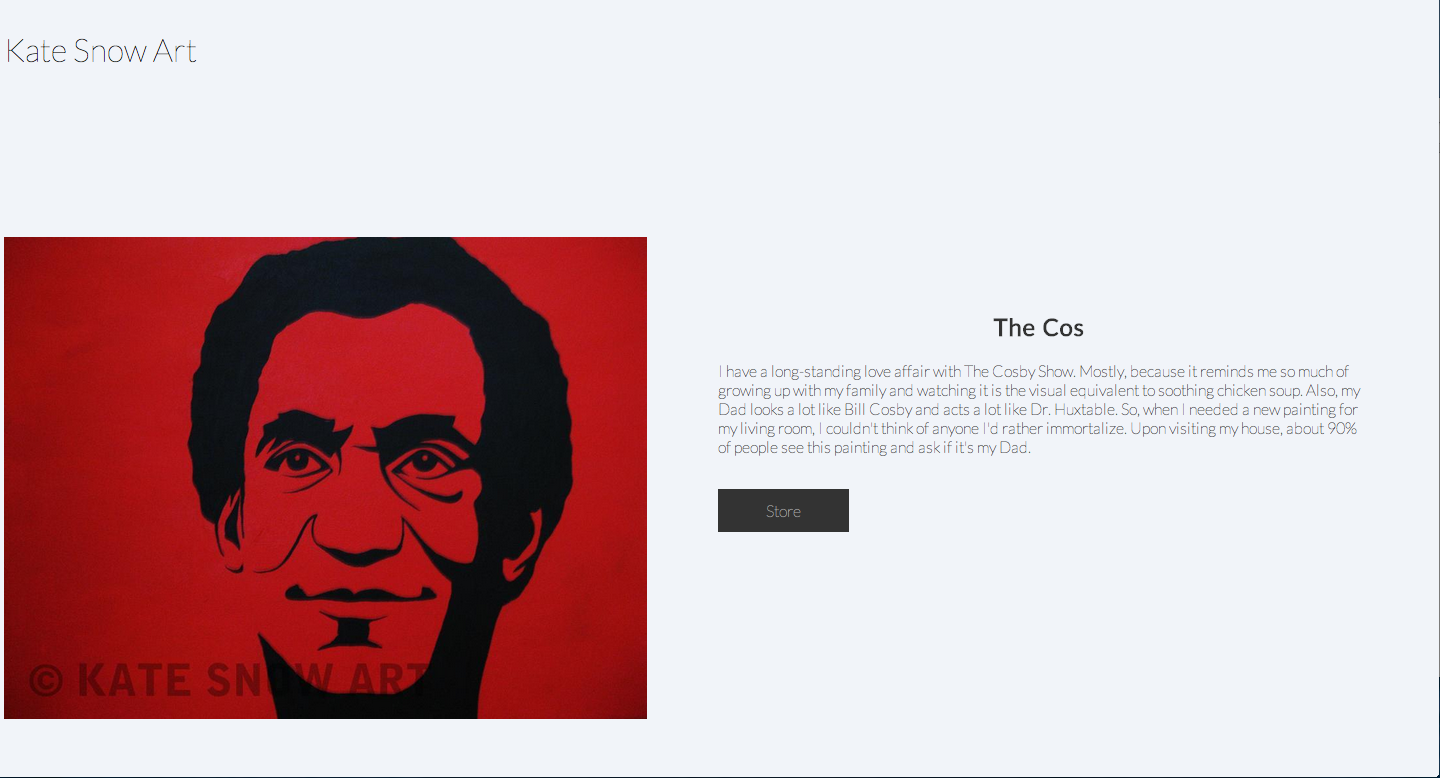 Kate Snow Art
The Cos
I have a long-standing love affair with The Cosby Show. Mostly, because it reminds me so much of
growing up with my family and watching it is the visual equivalent to soothing chicken soup. Also, my
Dad looks a lot like Bill Cosby and acts a lot like Dr. Huxtable. So, when I needed a new painting for
my living room, I couldn't think of anyone I'd rather immortalize. Upon visiting my house, about 90%
of people see this painting and ask if it's my Dad.
Store
© KATE SNOW ART